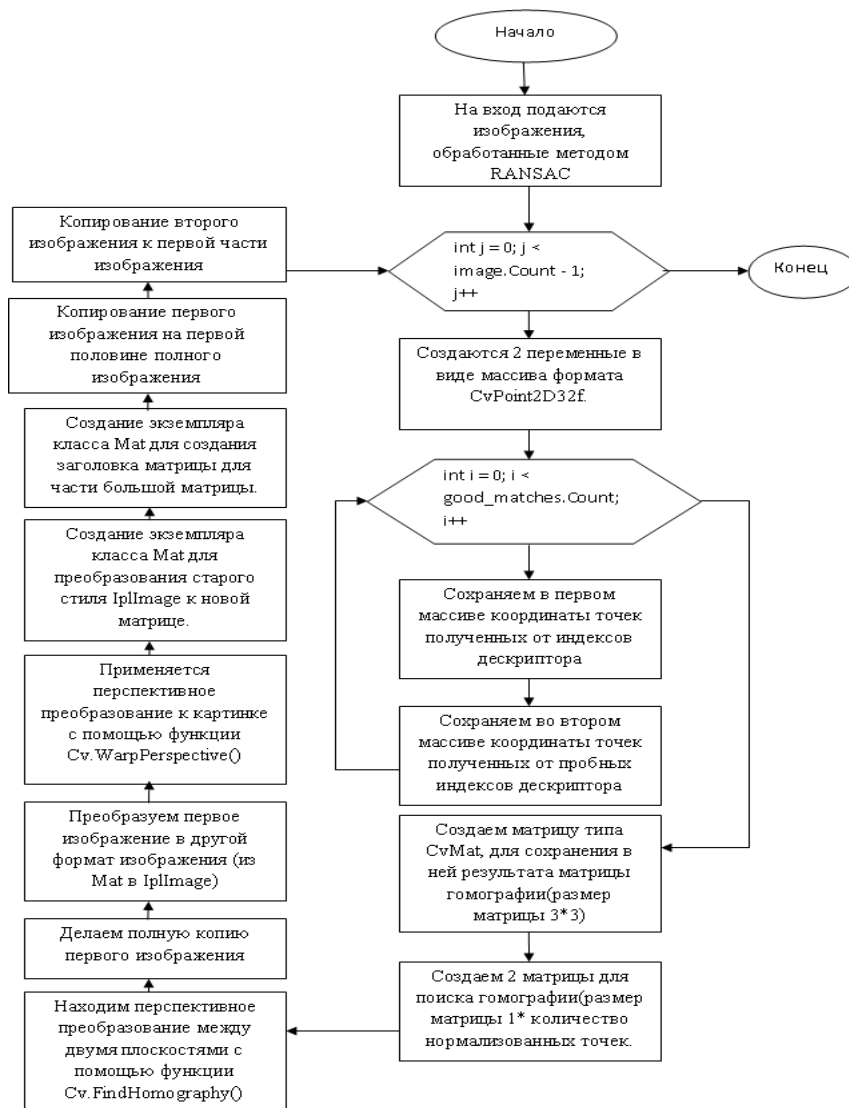 Начало
На вход подаются
изображения,
обработанные методом
RANSAC
int j = 0; j <
image.Count - 1;
j++
Конец
Создаются 2 переменные в
виде массива формата
CvPoint2D32f.
int i = 0; i <
good_matches.Count;
i++
Сохраняем в первом
массиве координаты точек
полученных от индексов
дескриптора
Сохраняем во втором
массиве координаты точек
полученных от пробных
индексов дескриптора
Создаем матрицу типа
CvMat, для сохранения в
ней результата матрицы
гомографии(размер
матрицы 3*3)
Создаем 2 матрицы для
поиска гомографии(размер
матрицы 1* количество
нормализованных точек.
Находим перспективное
преобразование между
двумя плоскостями с
помощью функции
Cv.FindHomography()
Делаем полную копию
первого изображения
Преобразуем первое
изображение в другой
формат изображения (из
Mat в IplImage)
Применяется
перспективное
преобразование к картинке
с помощью функции
Cv.WarpPerspective()
Создание экземпляра
класса Mat для
преобразования старого
стиля IplImage к новой
матрице.
Создание экземпляра
класса Mat для создания
заголовка матрицы для
части большой матрицы.
Копирование первого
изображения на первой
половине полного
изображения
Копирование второго
изображения к первой части
изображения